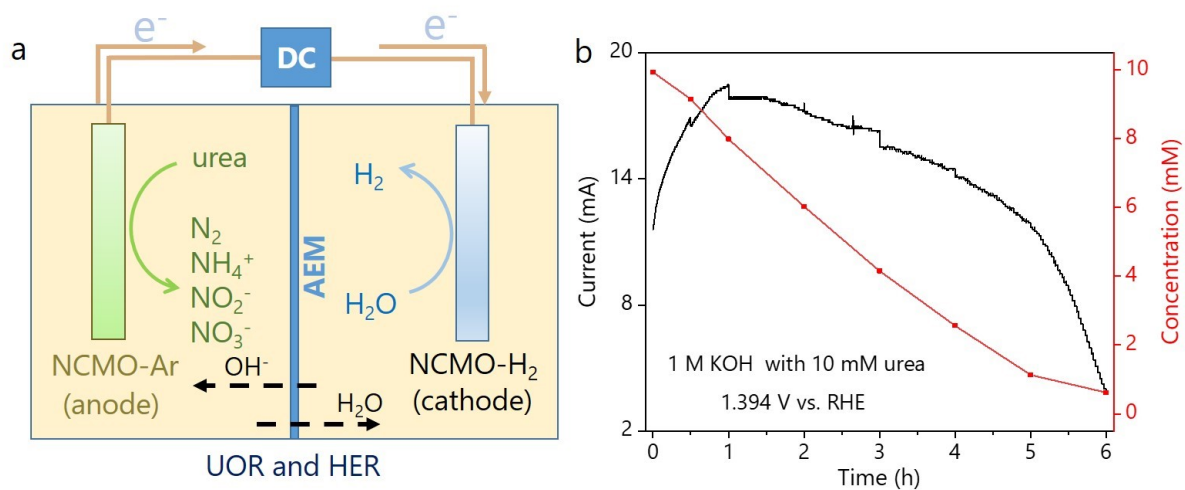 a
e⁻
DC
e⁻
urea
N₂
NH₄⁺
NO₂⁻
NO₃⁻
AEM
H₂
H₂O
NCMO-Ar
(anode)
OH⁻
H₂O
NCMO-H₂
(cathode)
UOR and HER
b
Current (mA)
20
14
8
2
1 M KOH with 10 mM urea
1.394 V vs. RHE
0 1 2 3 4 5 6
Time (h)
10
8
6
4
2
0
Concentration (mM)